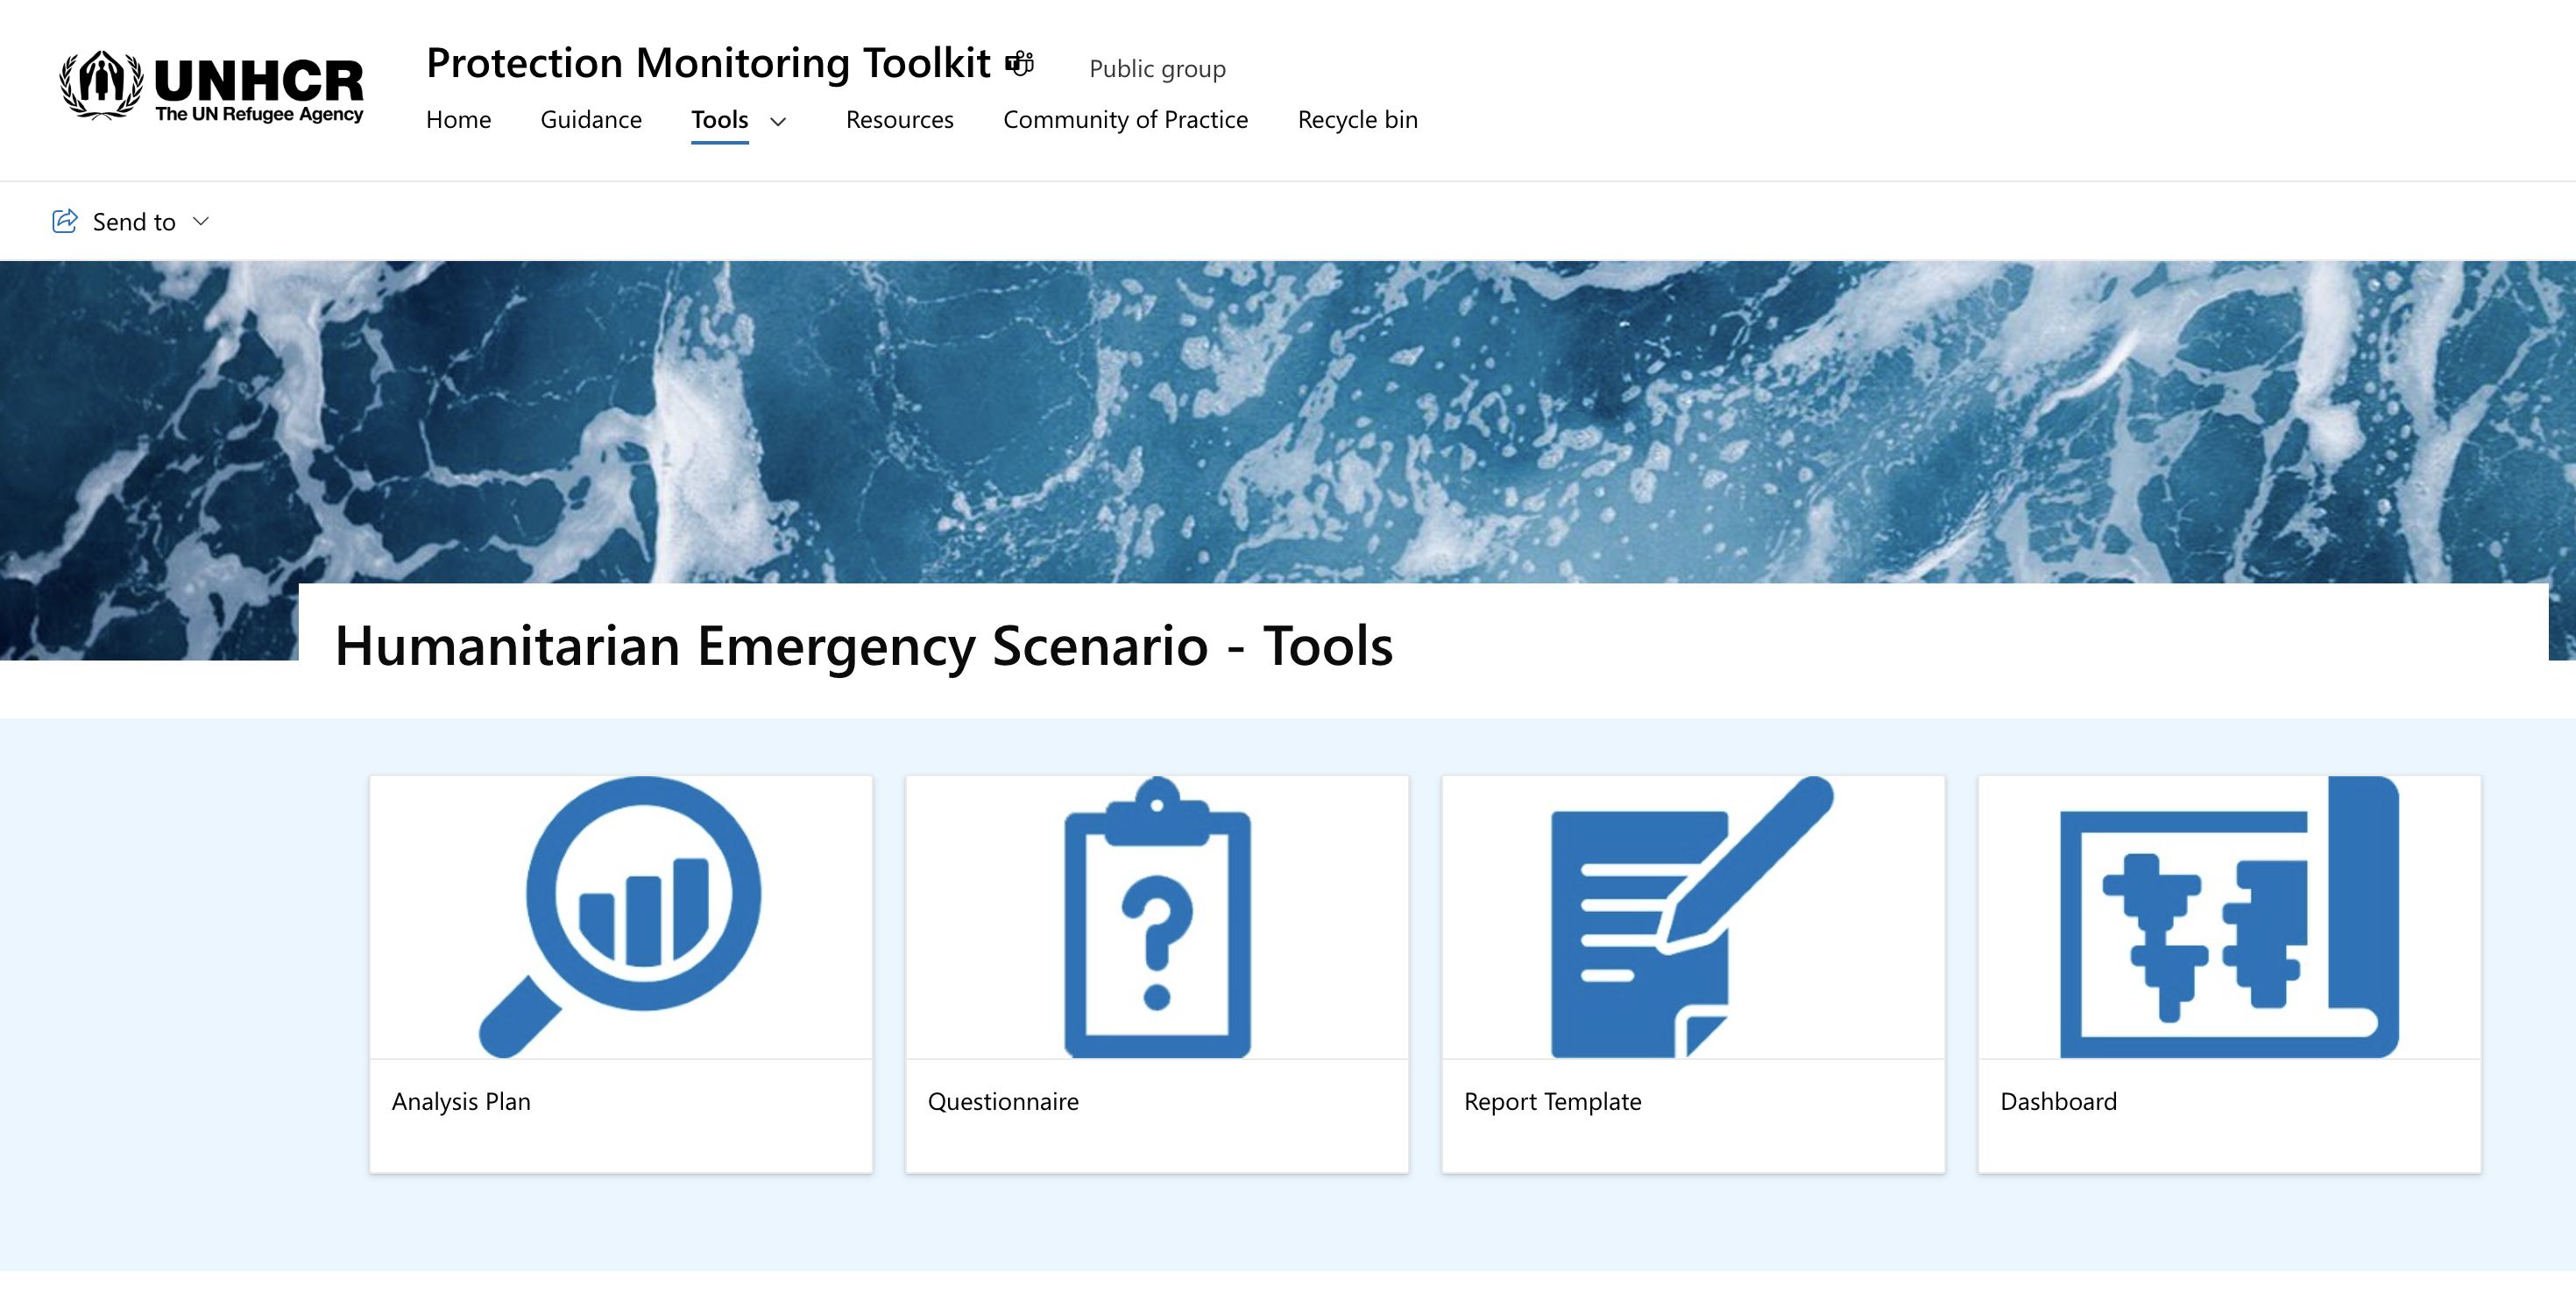 UNHCR
The UN Refugee Agency
Protection Monitoring Toolkit
Public group
Home Guidance Tools Resources Community of Practice Recycle bin
Send to
Humanitarian Emergency Scenario - Tools
Analysis Plan
Questionnaire
Report Template
Dashboard